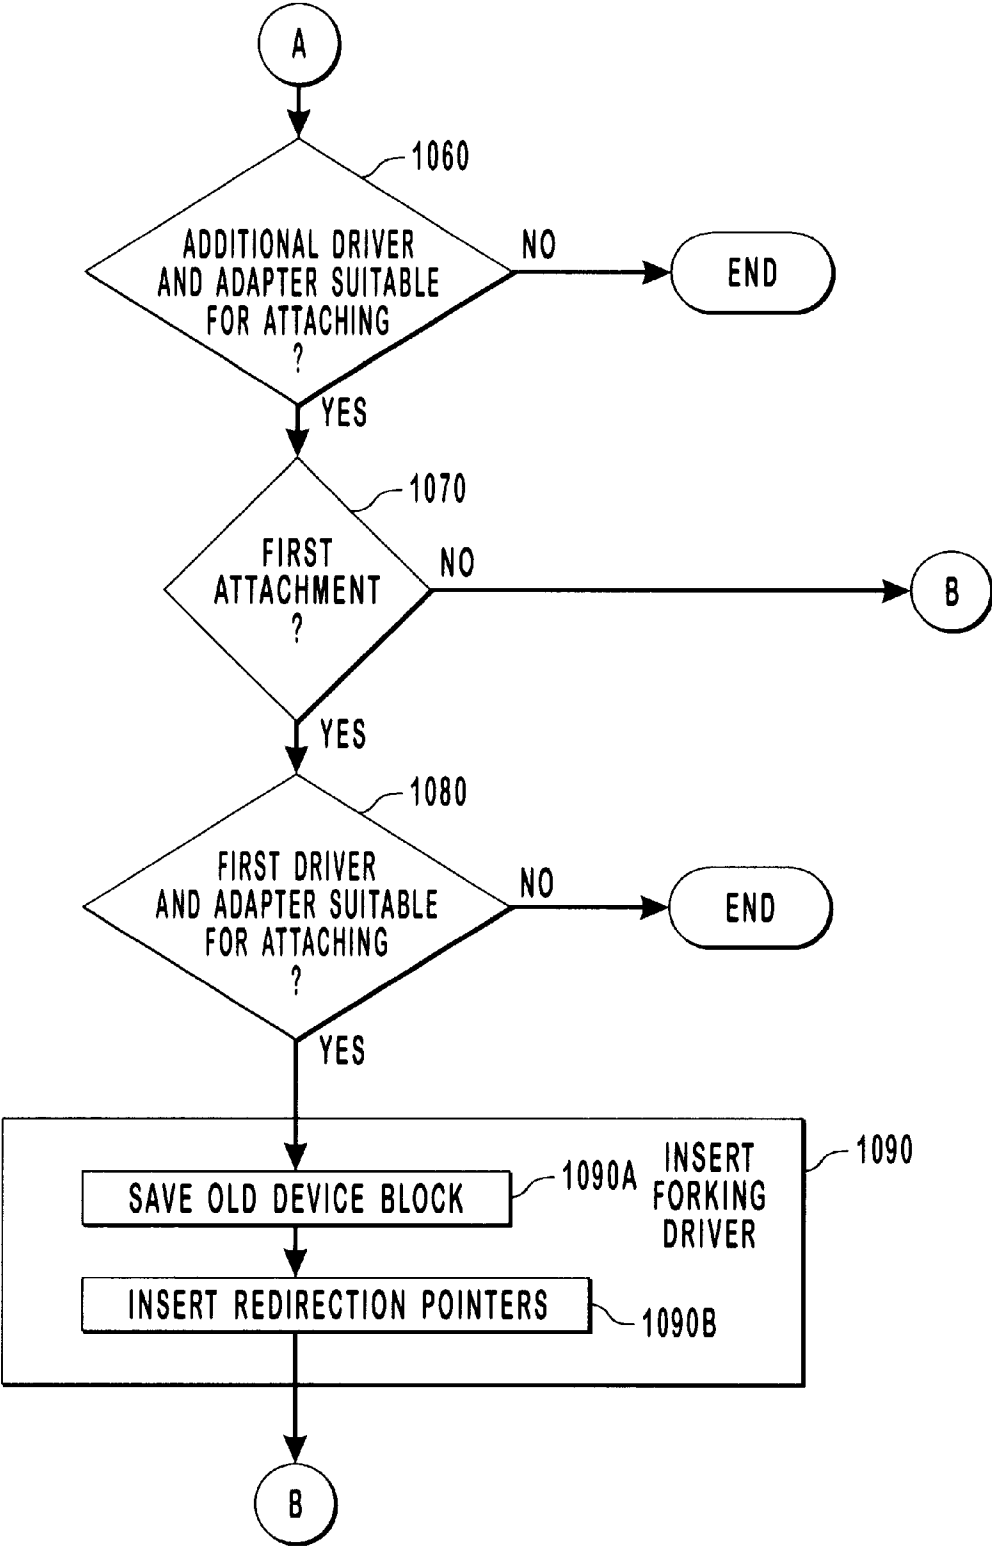 A
1060
ADDITIONAL DRIVER
AND ADAPTER SUITABLE
FOR ATTACHING
?
NO
END
YES
1070
FIRST
ATTACHMENT
?
NO
B
YES
1080
FIRST DRIVER
AND ADAPTER SUITABLE
FOR ATTACHING
?
NO
END
YES
1090
INSERT
FORKING
DRIVER
SAVE OLD DEVICE BLOCK
1090A
INSERT REDIRECTION POINTERS
1090B
B